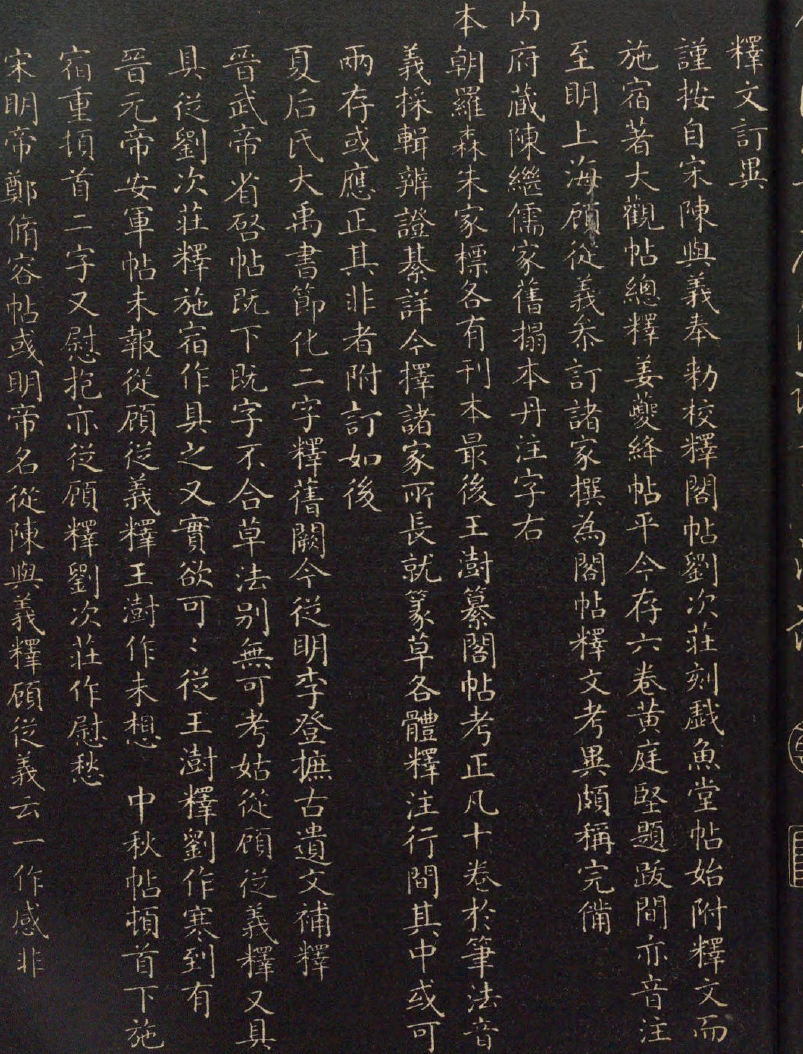 釋文訂異
謹按自宋陳與義奉勑校釋閣帖劉次莊刻戲魚堂帖始附釋文而
施宿著大觀帖總釋姜夔絳帖平今存六卷黃庭堅題跋間亦音注
至明上海顧從義叅訂諸家撰為閣帖釋文考異頗稱完備
內府藏陳繼儒家舊搨本丹注字右
本朝羅森朱家標各有刊本最後王澍纂閣帖考正凡十卷於筆法音
義採輯辨證綦詳今擇諸家所長就篆草各體釋注行間其中或可
兩存或應正其非者附訂如後
夏后氏大禹書節化二字釋舊闕今從明李登摭古遺文補釋
晉武帝省啓帖旣下旣字不合草法别無可考姑從顧從義釋又具
具從劉次莊釋施宿作具之又實欲可〻從王澍釋劉作寒到有
晉元帝安軍帖未報從顧從義釋王澍作未想 中秋帖頓首下施
宿重頓首二字又慰抱亦從顧釋劉次莊作慰愁
宋明帝鄭脩容帖或明帝名從陳與義釋顧從義云一作感非